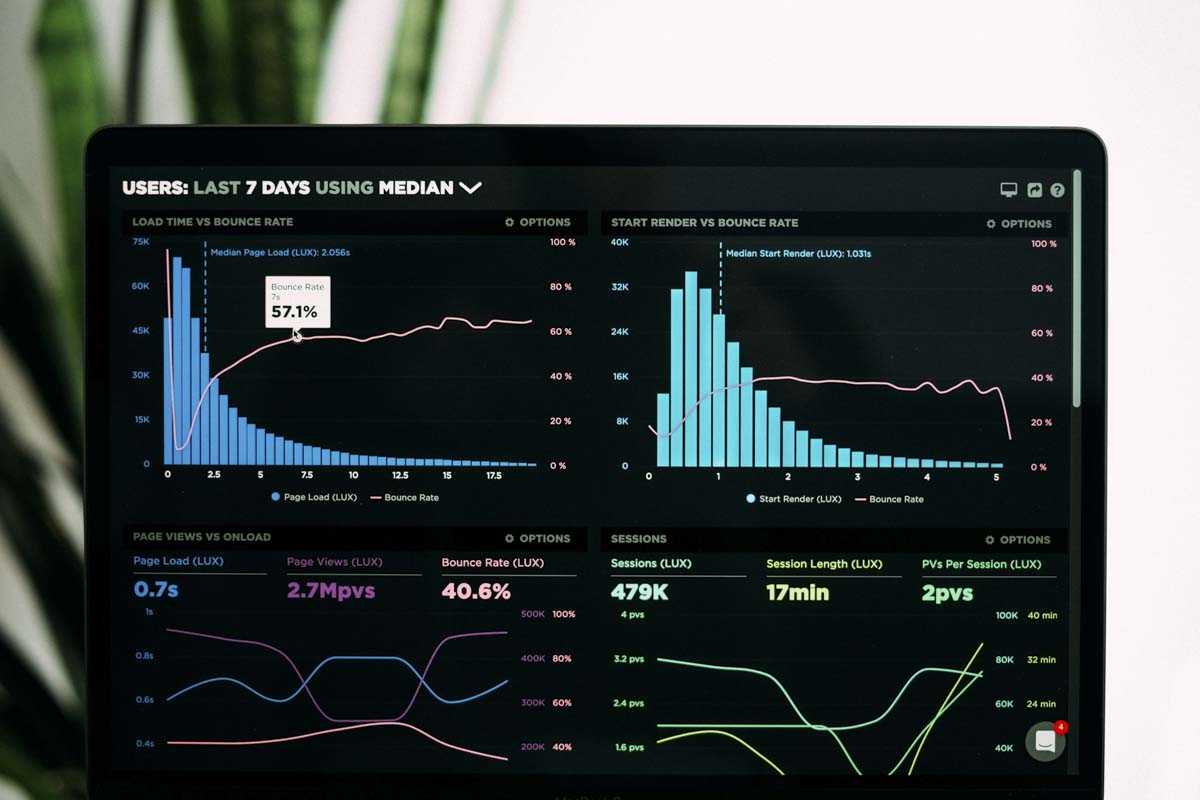 USERS: LAST 7 DAYS USING MEDIAN
LOAD TIME VS BOUNCE RATE
OPTIONS
75K
60K
45K
30K
15K
0
Median Page Load (LUX): 2.056s
Bounce Rate
7s
57.1%
100 %
80 %
60 %
40 %
20 %
0 %
0 2.5 5 7.5 10 12.5 15 17.5
Page Load (LUX) Bounce Rate
START RENDER VS BOUNCE RATE
OPTIONS
40K
32K
24K
16K
8K
0
Median Start Render (LUX): 1.031s
100 %
80 %
60 %
40 %
20 %
0 %
0 1 2 3 4 5
Start Render (LUX) Bounce Rate
PAGE VIEWS VS ONLOAD
OPTIONS
Page Load (LUX)
0.7s
Page Views (LUX)
2.7Mpvs
Bounce Rate (LUX)
40.6%
1s
0.8s
0.6s
0.4s
500K 100%
400K 80%
300K 60%
200K 40%
SESSIONS
OPTIONS
Sessions (LUX)
479K
Session Length (LUX)
17min
PVs Per Session (LUX)
2pvs
4 pvs
3.2 pvs
2.4 pvs
1.6 pvs
100K 40 min
80K 32 min
60K 24 min
40K
4